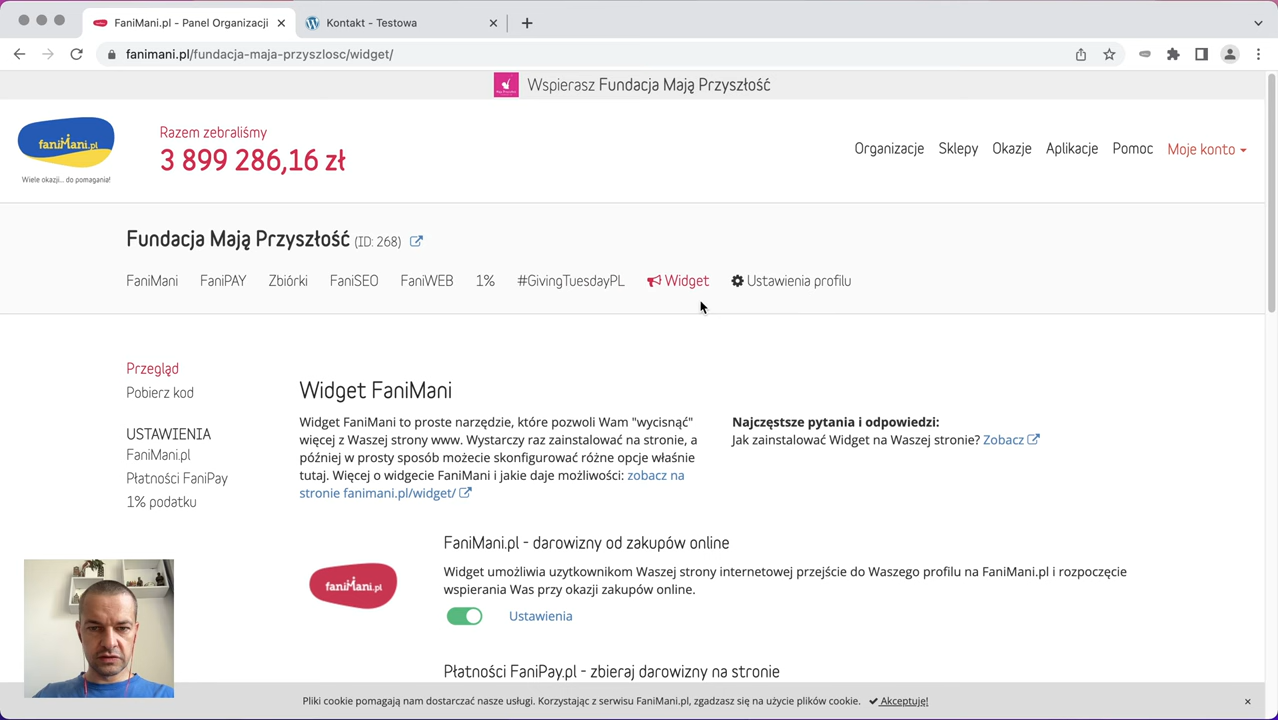 FaniMani.pl - Panel Organizacji
Kontakt - Testowa
fanimani.pl/fundacja-maja-przyszlosc/widget/
Wspierasz Fundacja Mają Przyszłość
faniMani.pl
Wiele okazji... do pomagania!
Razem zebraliśmy
3 899 286,16 zł
Organizacje Sklepy Okazje Aplikacje Pomoc Moje konto
Fundacja Mają Przyszłość (ID: 268)
FaniMani FaniPAY Zbiórki FaniSEO FaniWEB 1% #GivingTuesdayPL Widget Ustawienia profilu
Przegląd
Pobierz kod
USTAWIENIA
FaniMani.pl
Płatności FaniPay
1% podatku
Widget FaniMani
Widget FaniMani to proste narzędzie, które pozwoli Wam "wycisnąć"
więcej z Waszej strony www. Wystarczy raz zainstalować na stronie, a
później w prosty sposób możecie skonfigurować różne opcje właśnie
tutaj. Więcej o widgecie FaniMani i jakie daje możliwości: zobacz na
stronie fanimani.pl/widget/
Najczęstsze pytania i odpowiedzi:
Jak zainstalować Widget na Waszej stronie? Zobacz
faniMani.pl
FaniMani.pl - darowizny od zakupów online
Widget umożliwia uzytkownikom Waszej strony internetowej przejście do Waszego profilu na FaniMani.pl i rozpoczęcie
wspierania Was przy okazji zakupów online.
Ustawienia
Płatności FaniPay.pl - zbieraj darowizny na stronie
Pliki cookie pomagają nam dostarczać nasze usługi. Korzystając z serwisu FaniMani.pl, zgadzasz się na użycie plików cookie. Akceptuję!